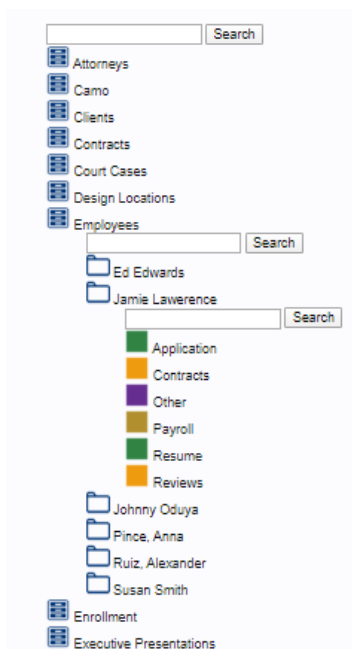 Search
Attorneys
Camo
Clients
Contracts
Court Cases
Design Locations
Employees
Search
Ed Edwards
Jamie Lawerence
Search
Application
Contracts
Other
Payroll
Resume
Reviews
Johnny Oduya
Pince, Anna
Ruiz, Alexander
Susan Smith
Enrollment
Executive Presentations